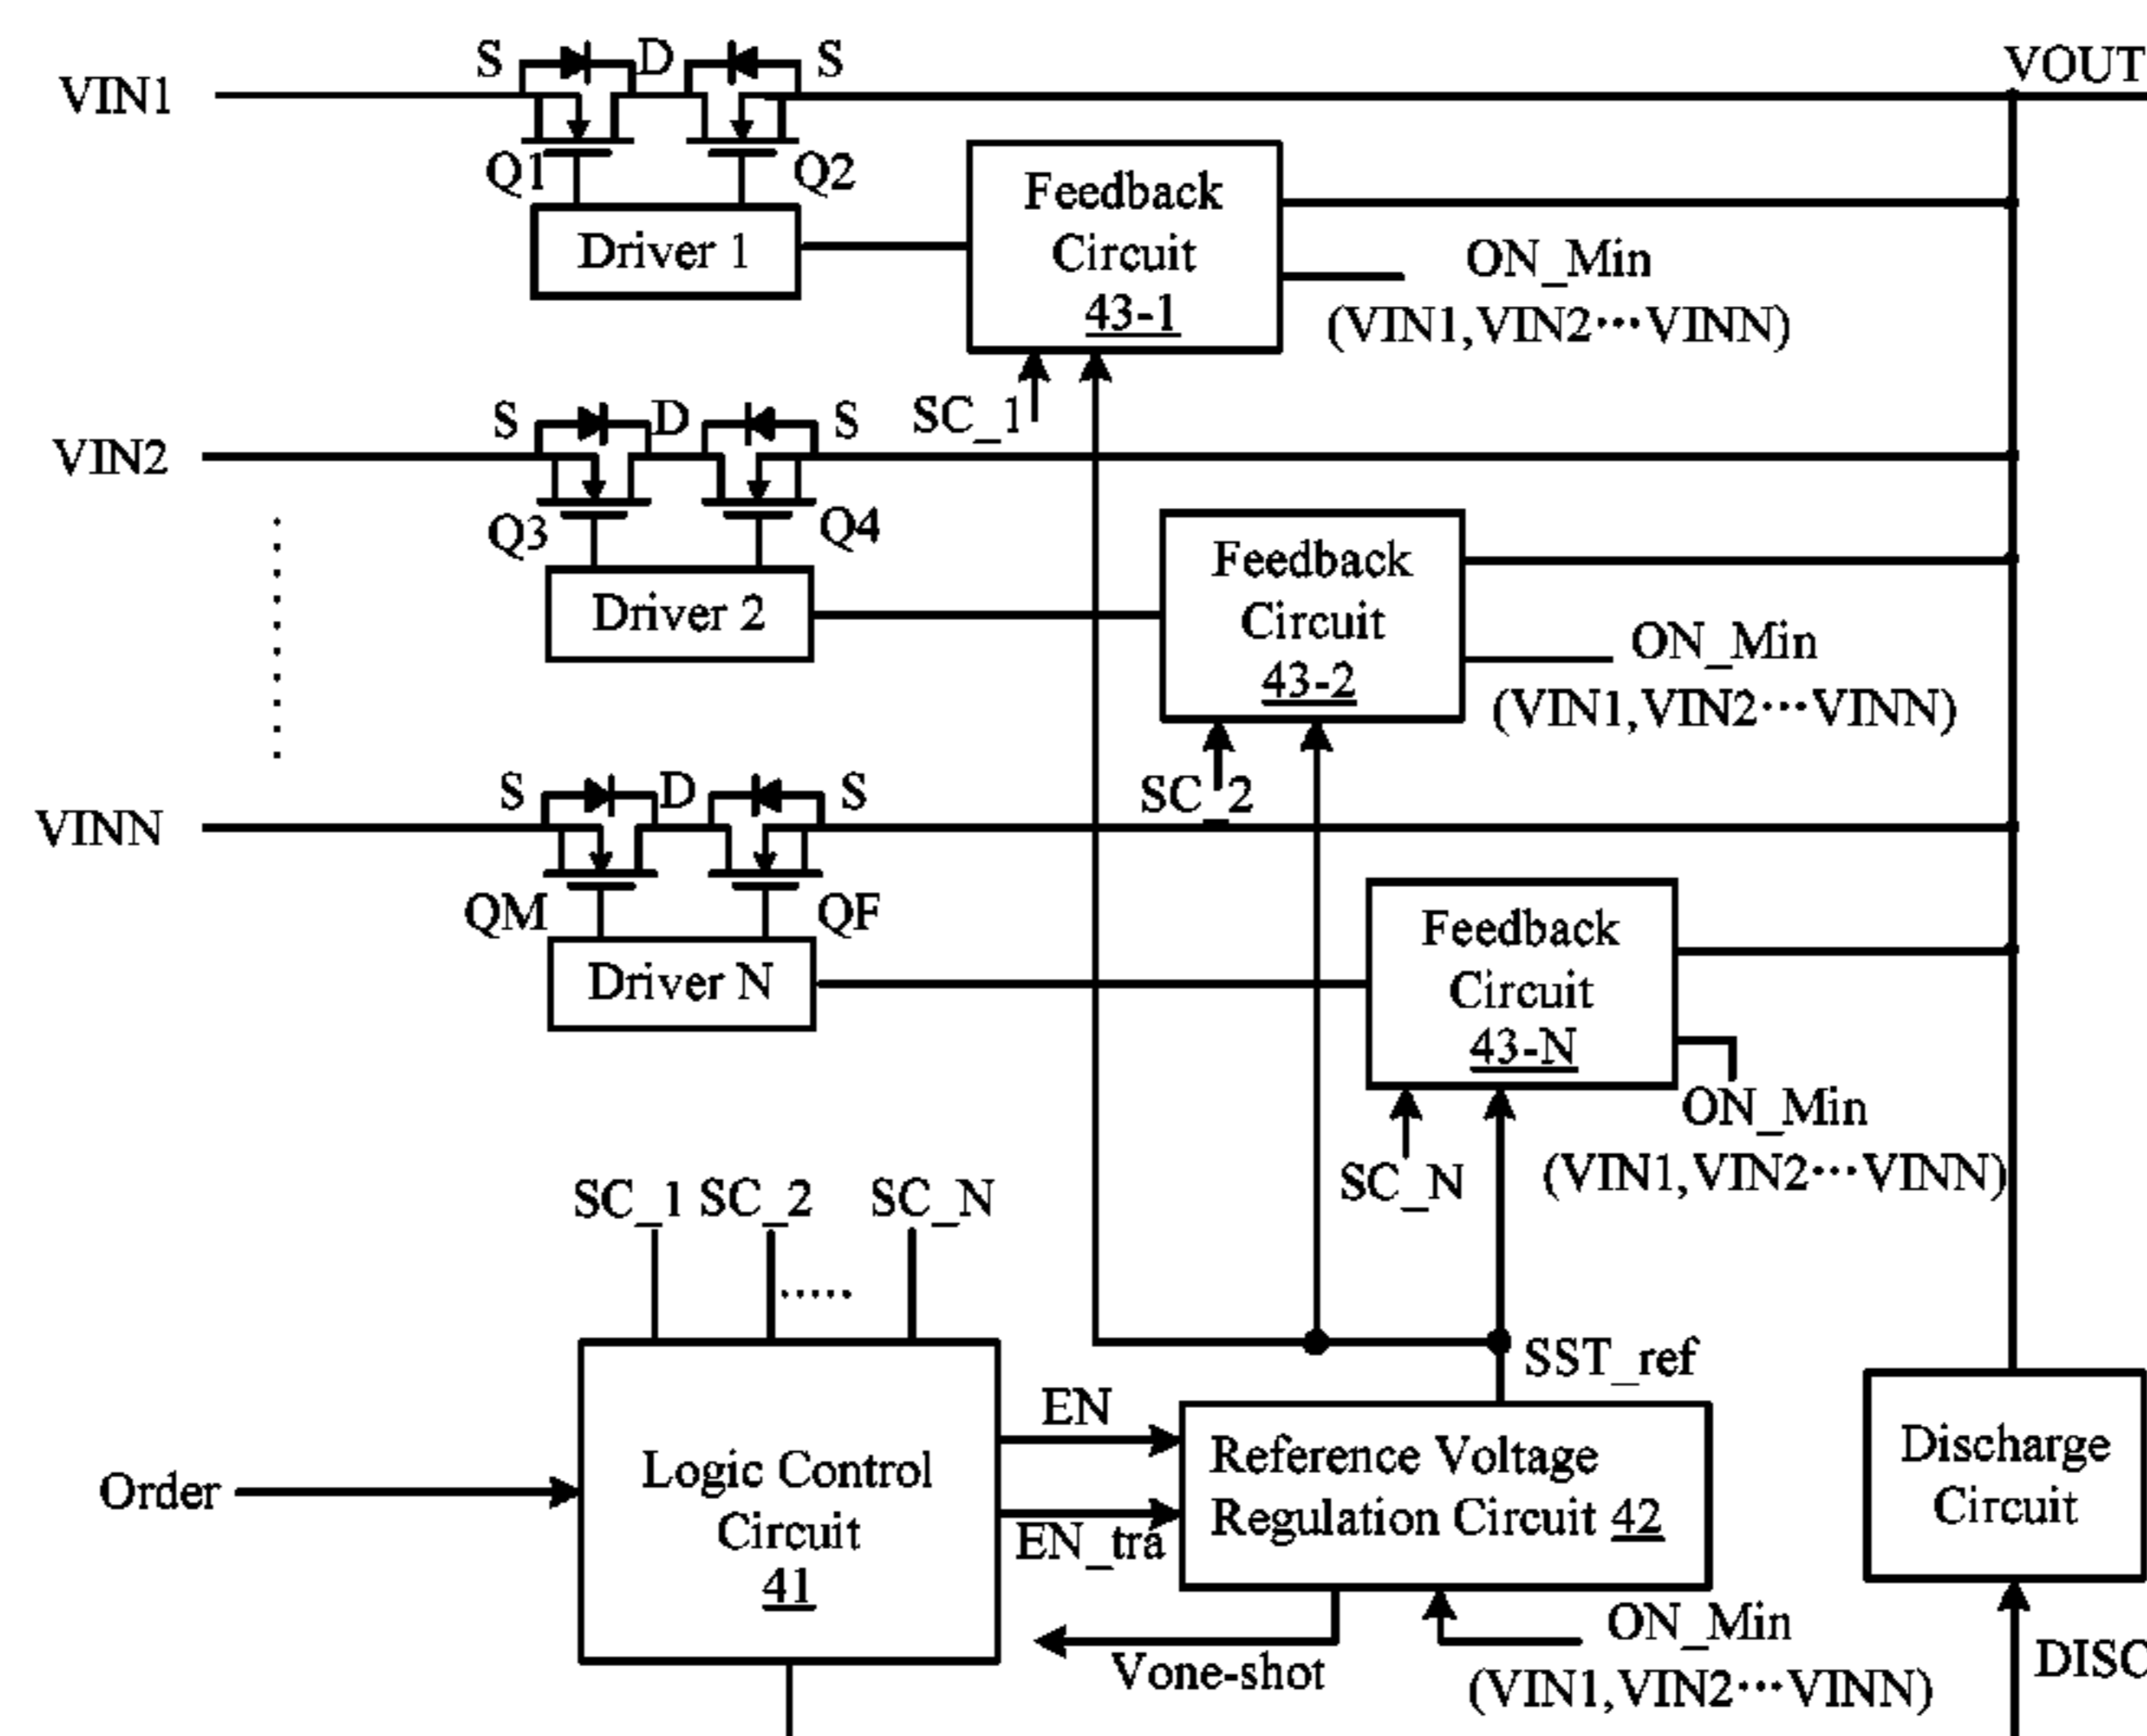 S D S VOUT
VIN1
Q1 Q2
Driver 1
Feedback
Circuit
43-1
ON_Min
(VIN1,VIN2···VINN)
SC_1
S D S
VIN2
Q3 Q4
Driver 2
Feedback
Circuit
43-2
ON_Min
(VIN1,VIN2···VINN)
SC_2
S D S
VINN
QM QF
Driver N
Feedback
Circuit
43-N
ON_Min
(VIN1,VIN2···VINN)
SC_N
SC_1 SC_2 SC_N
SST_ref
EN
EN_tra
Order
Logic Control
Circuit
41
Reference Voltage
Regulation Circuit 42
Discharge
Circuit
Vone-shot
ON_Min
(VIN1,VIN2···VINN)
DISC